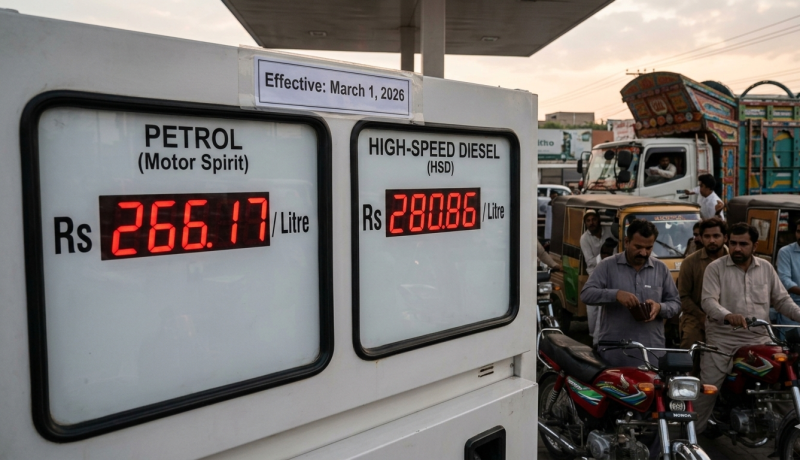 Effective: March 1, 2026
PETROL
(Motor Spirit)
Rs 266.17 / Litre
HIGH-SPEED DIESEL
(HSD)
Rs 280.86 / Litre